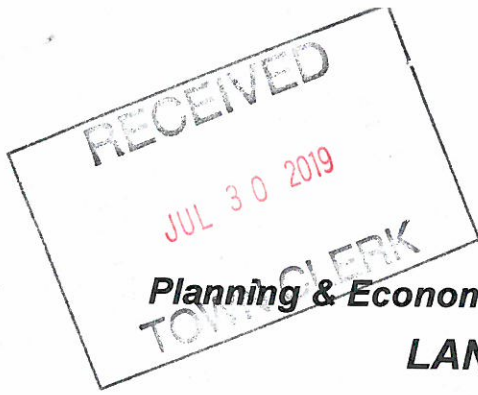 RECEIVED
JUL 30 2019
TOWN CLERK
Planning & Econom
LAN